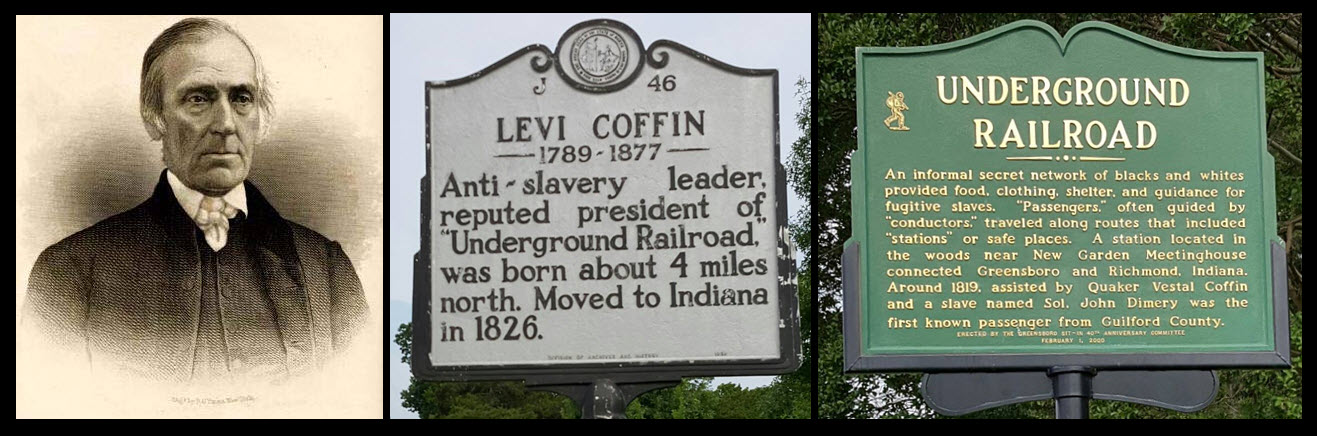 J 46
LEVI COFFIN
1789-1877
Anti-slavery leader,
reputed president of
"Underground Railroad,"
was born about 4 miles
north. Moved to Indiana
in 1826.
DIVISION OF ARCHIVES AND HISTORY
UNDERGROUND
RAILROAD
An informal secret network of blacks and whites
provided food, clothing, shelter, and guidance for
fugitive slaves. "Passengers," often guided by
"conductors," traveled along routes that included
"stations" or safe places. A station located in
the woods near New Garden Meetinghouse
connected Greensboro and Richmond, Indiana.
Around 1819, assisted by Quaker Vestal Coffin
and a slave named Sol, John Dimery was the
first known passenger from Guilford County.
ERECTED BY THE GREENSBORO SIT-IN 40TH ANNIVERSARY COMMITTEE
FEBRUARY 1, 2000